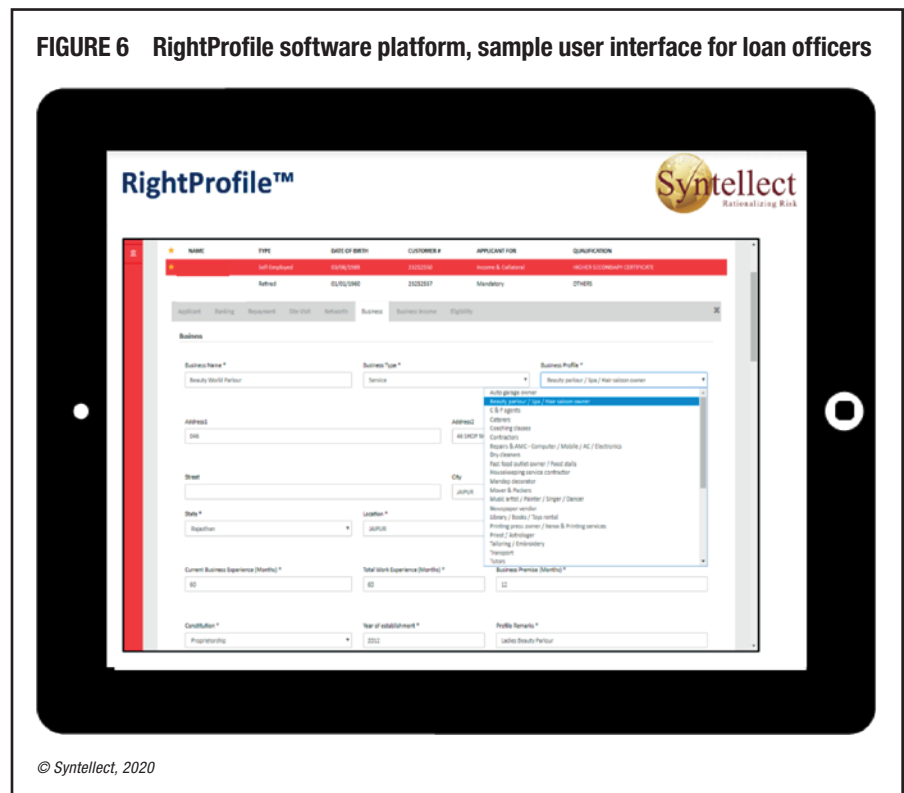 FIGURE 6 RightProfile software platform, sample user interface for loan officers
RightProfile™
Syntellect
Rationalizing Risk
NAME TYPE DATE OF BIRTH CUSTOMER # APPLICANT FOR QUALIFICATION
Self Employed Income & Collateral HIGHER SECONDARY CERTIFICATE
Retired 01/01/1960 23232537 Mandatory OTHERS
Applicant Banking Repayment Site Visit Networth Business Business Income Eligibility
Business
Business Name * Business Type * Business Profile *
Beauty World Parlour Service Beauty parlour / Spa / Hair saloon owner
Auto garage owner
Beauty parlour / Spa / Hair saloon owner
C & F agents
Caterers
Coaching classes
Contractors
Repairs & AMC - Computer / Mobile / AC / Electronics
Dry cleaners
Fast food outlet owner / Food stalls
Housekeeping service contractor
Mandap decorator
Mover & Packers
Music artist / Painter / Singer / Dancer
Newspaper vendor
Library / Books / Toys rental
Printing press owner / Xerox & Printing services
Priest / Astrologer
Tailoring / Embroidery
Transport
Tutors
Address1 Address2
Street City
JAIPUR
State * Location *
Rajasthan JAIPUR
Current Business Experience (Months) * Total Work Experience (Months) * Business Premise (Months) *
60 60 12
Constitution * Year of establishment * Profile Remarks *
Proprietorship 2012 Ladies Beauty Parlour
© Syntellect, 2020